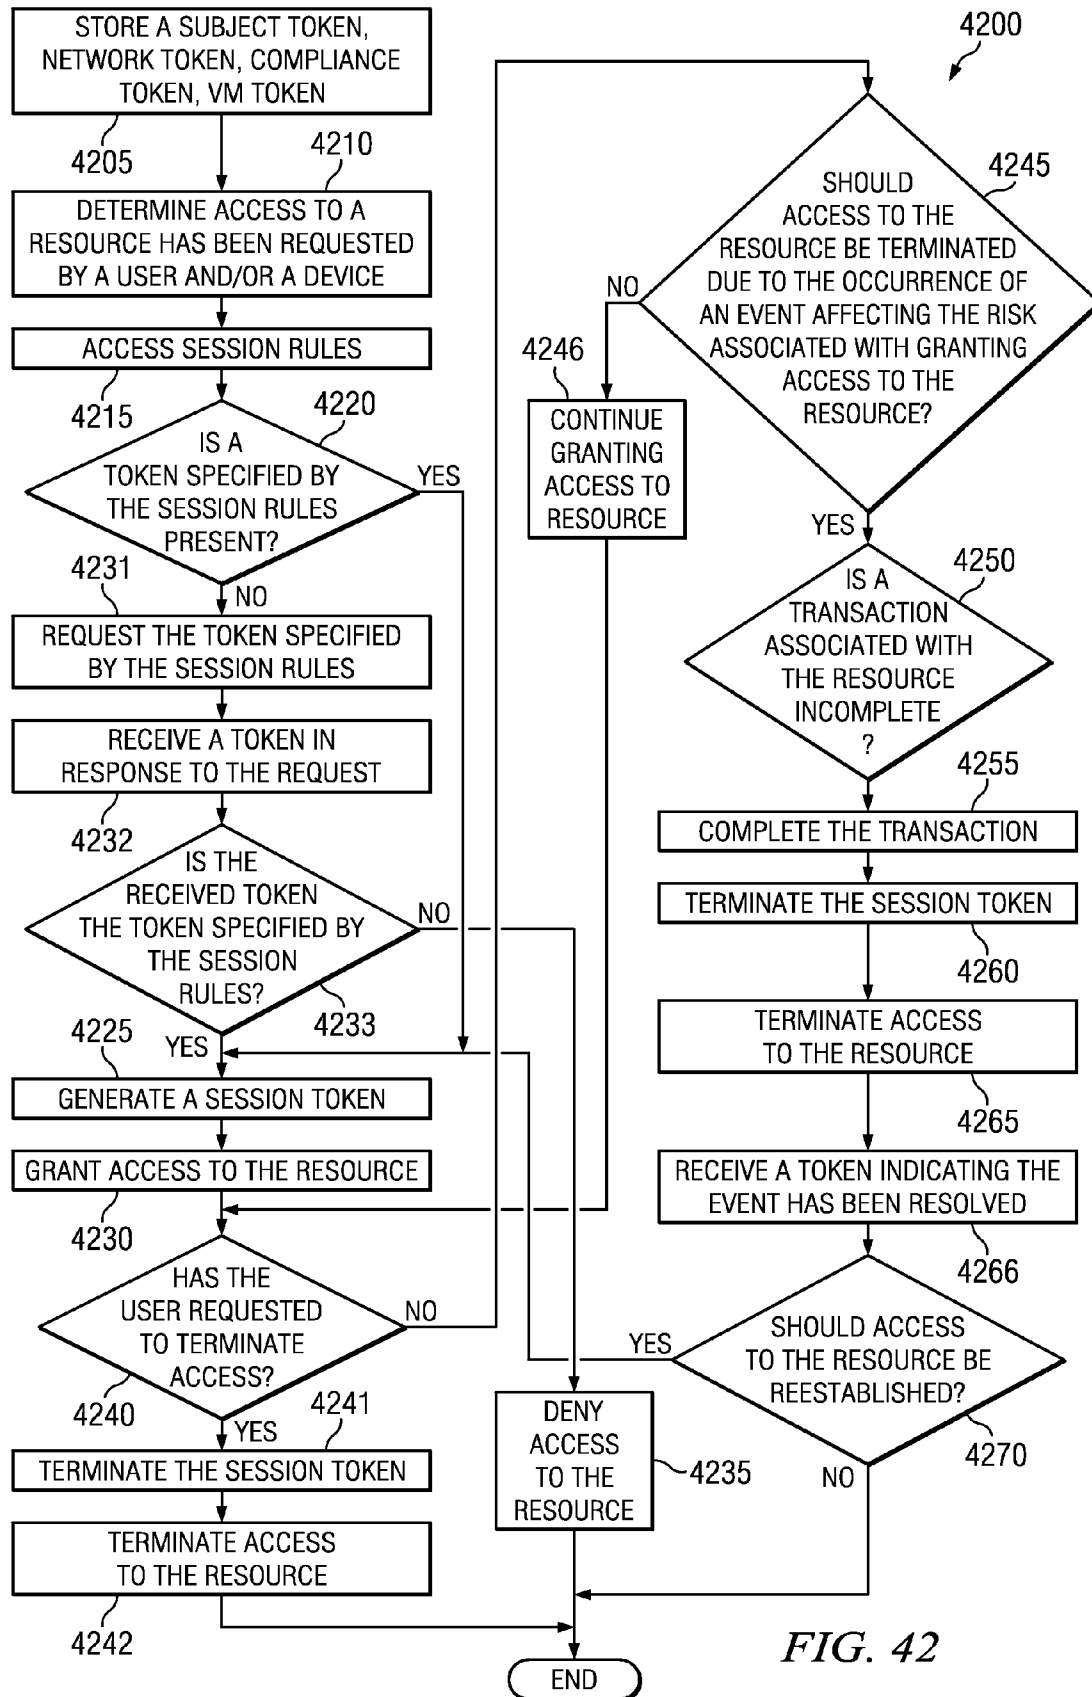 STORE A SUBJECT TOKEN,
NETWORK TOKEN, COMPLIANCE
TOKEN, VM TOKEN
4205
4210
DETERMINE ACCESS TO A
RESOURCE HAS BEEN REQUESTED
BY A USER AND/OR A DEVICE
ACCESS SESSION RULES
4215
4220
IS A
TOKEN SPECIFIED BY
THE SESSION RULES
PRESENT?
YES
NO
4231
REQUEST THE TOKEN SPECIFIED
BY THE SESSION RULES
RECEIVE A TOKEN IN
RESPONSE TO THE REQUEST
4232
IS THE
RECEIVED TOKEN
THE TOKEN SPECIFIED BY
THE SESSION
RULES?
NO
4233
YES
4225
GENERATE A SESSION TOKEN
GRANT ACCESS TO THE RESOURCE
4230
HAS THE
USER REQUESTED
TO TERMINATE
ACCESS?
NO
4240
YES
4241
TERMINATE THE SESSION TOKEN
TERMINATE ACCESS
TO THE RESOURCE
4242
4200
4245
SHOULD
ACCESS TO THE
RESOURCE BE TERMINATED
DUE TO THE OCCURRENCE OF
AN EVENT AFFECTING THE RISK
ASSOCIATED WITH GRANTING
ACCESS TO THE
RESOURCE?
NO
4246
CONTINUE
GRANTING
ACCESS TO
RESOURCE
YES
4250
IS A
TRANSACTION
ASSOCIATED WITH
THE RESOURCE
INCOMPLETE
?
4255
COMPLETE THE TRANSACTION
TERMINATE THE SESSION TOKEN
4260
TERMINATE ACCESS
TO THE RESOURCE
4265
RECEIVE A TOKEN INDICATING THE
EVENT HAS BEEN RESOLVED
4266
SHOULD ACCESS
TO THE RESOURCE BE
REESTABLISHED?
YES
4270
NO
DENY
ACCESS
TO THE
RESOURCE
4235
END
FIG. 42